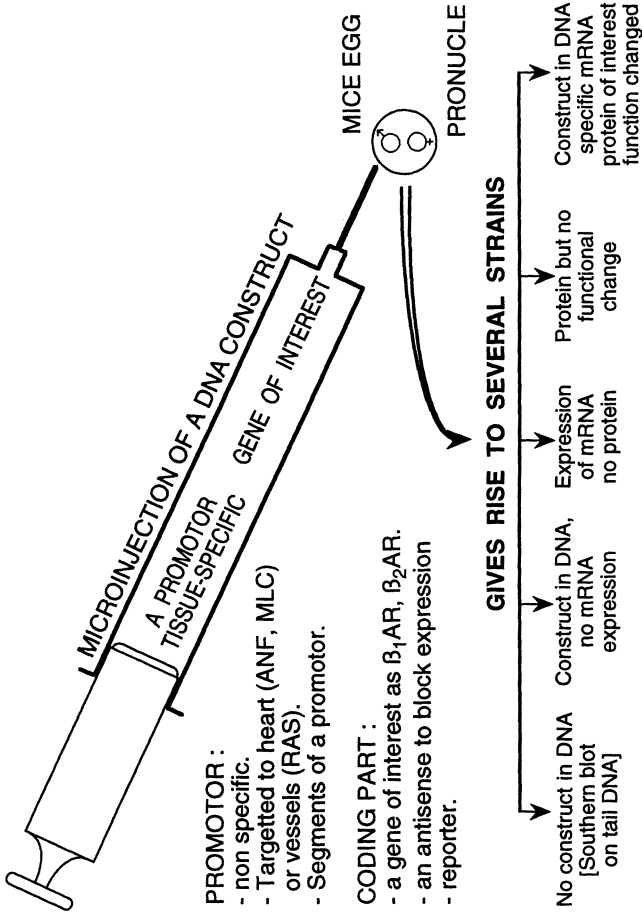 MICROINJECTION OF A DNA CONSTRUCT
A PROMOTOR
TISSUE-SPECIFIC
GENE OF INTEREST
MICE EGG
♂
♀
PRONUCLE
PROMOTOR :
- non specific.
- Targetted to heart (ANF, MLC)
or vessels (RAS).
- Segments of a promotor.
CODING PART :
- a gene of interest as ß₁AR, ß₂AR.
- an antisense to block expression
- reporter.
GIVES RISE TO SEVERAL STRAINS
No construct in DNA
[Southern blot
on tail DNA]
Construct in DNA,
no mRNA
expression
Expression
of mRNA
no protein
Protein but no
functional
change
Construct in DNA
specific mRNA
protein of interest
function changed